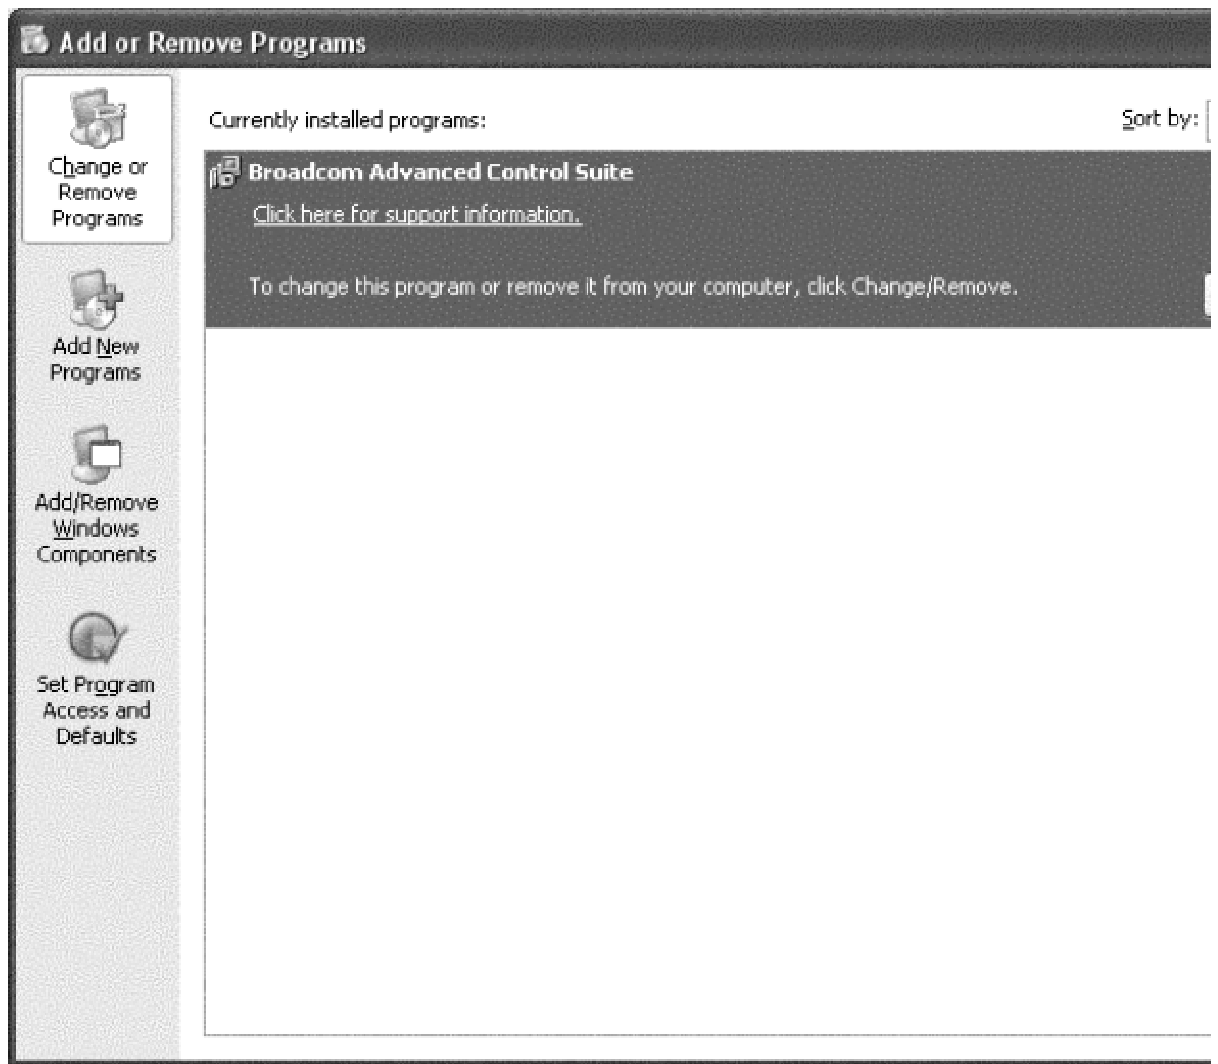 Add or Remove Programs
Change or
Remove
Programs
Add New
Programs
Add/Remove
Windows
Components
Set Program
Access and
Defaults
Currently installed programs:
Sort by:
Broadcom Advanced Control Suite
Click here for support information.
To change this program or remove it from your computer, click Change/Remove.